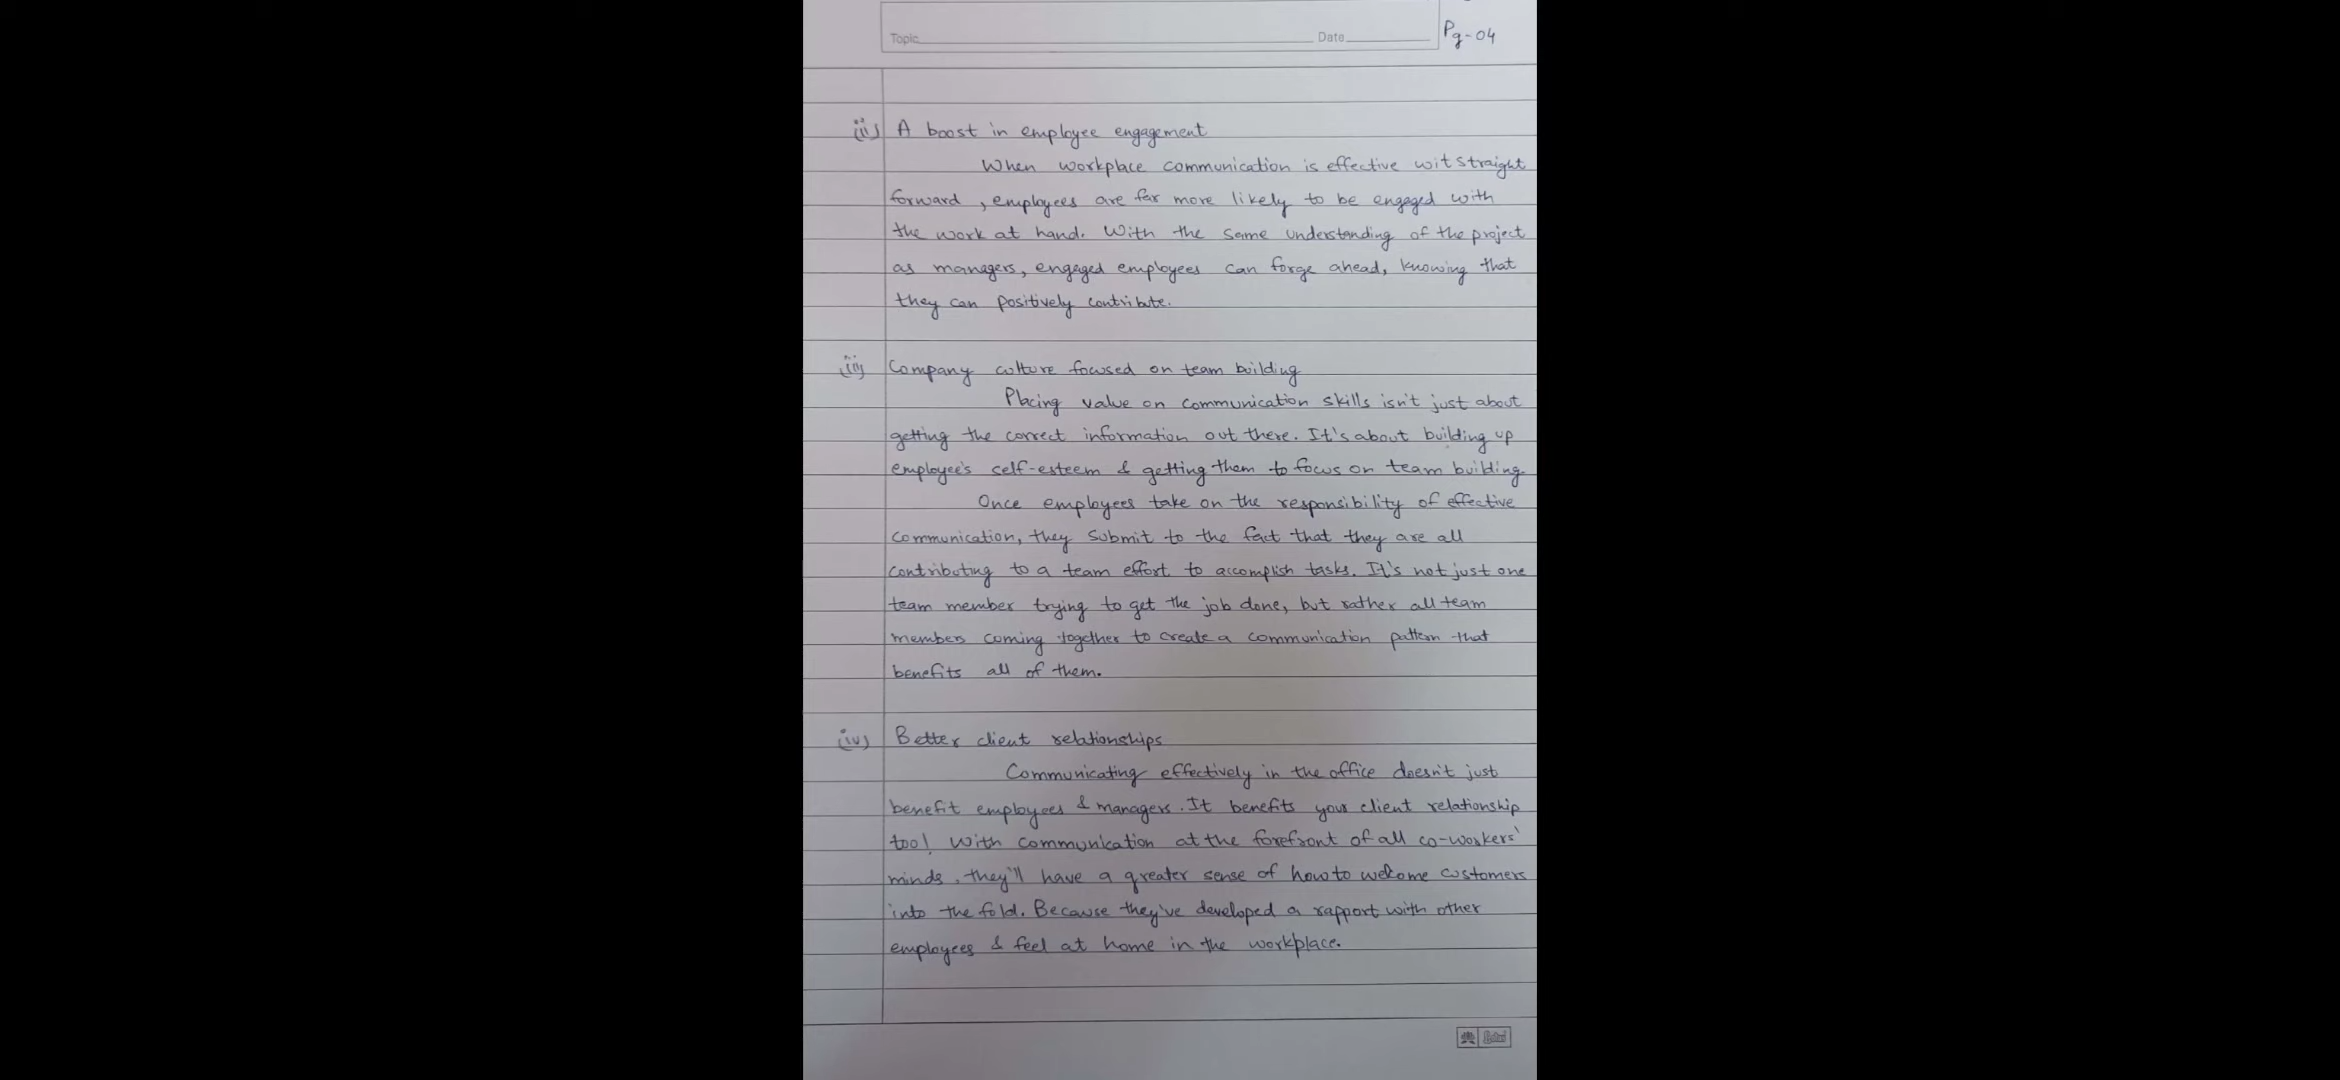 Topic Date Pg-04
(ii) A boost in employee engagement
When workplace communication is effective wit straight
forward, employees are far more likely to be engaged with
the work at hand. With the same understanding of the project
as managers, engaged employees can forge ahead, knowing that
they can positively contribute.
(iii) Company culture focused on team building
Placing value on communication skills isn't just about
getting the correct information out there. It's about building up
employee's self-esteem & getting them to focus on team building.
Once employees take on the responsibility of effective
communication, they submit to the fact that they are all
contributing to a team effort to accomplish tasks. It's not just one
team member trying to get the job done, but rather all team
members coming together to create a communication pattern that
benefits all of them.
(iv) Better client relationships
Communicating effectively in the office doesn't just
benefit employees & managers. It benefits your client relationship
too! With communication at the forefront of all co-workers'
minds, they'll have a greater sense of how to welcome customers
into the fold. Because they've developed a rapport with other
employees & feel at home in the workplace.